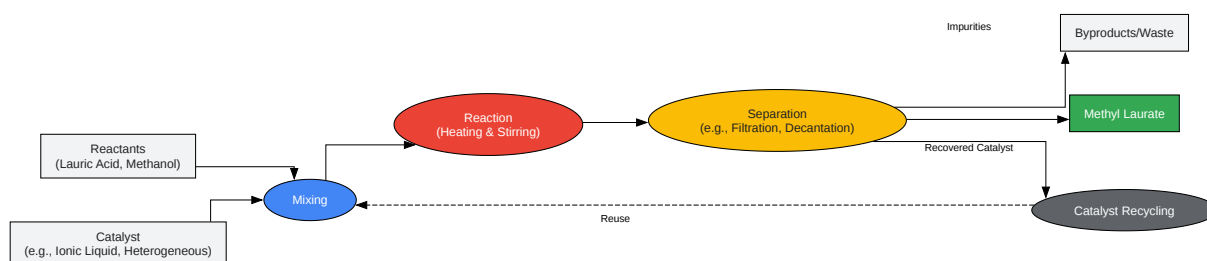 Impurities
Byproducts/Waste
Reaction
(Heating & Stirring)
Separation
(e.g., Filtration, Decantation)
Methyl Laurate
Reactants
(Lauric Acid, Methanol)
Recovered Catalyst
Mixing
Reuse
Catalyst Recycling
Catalyst
(e.g., Ionic Liquid, Heterogeneous)